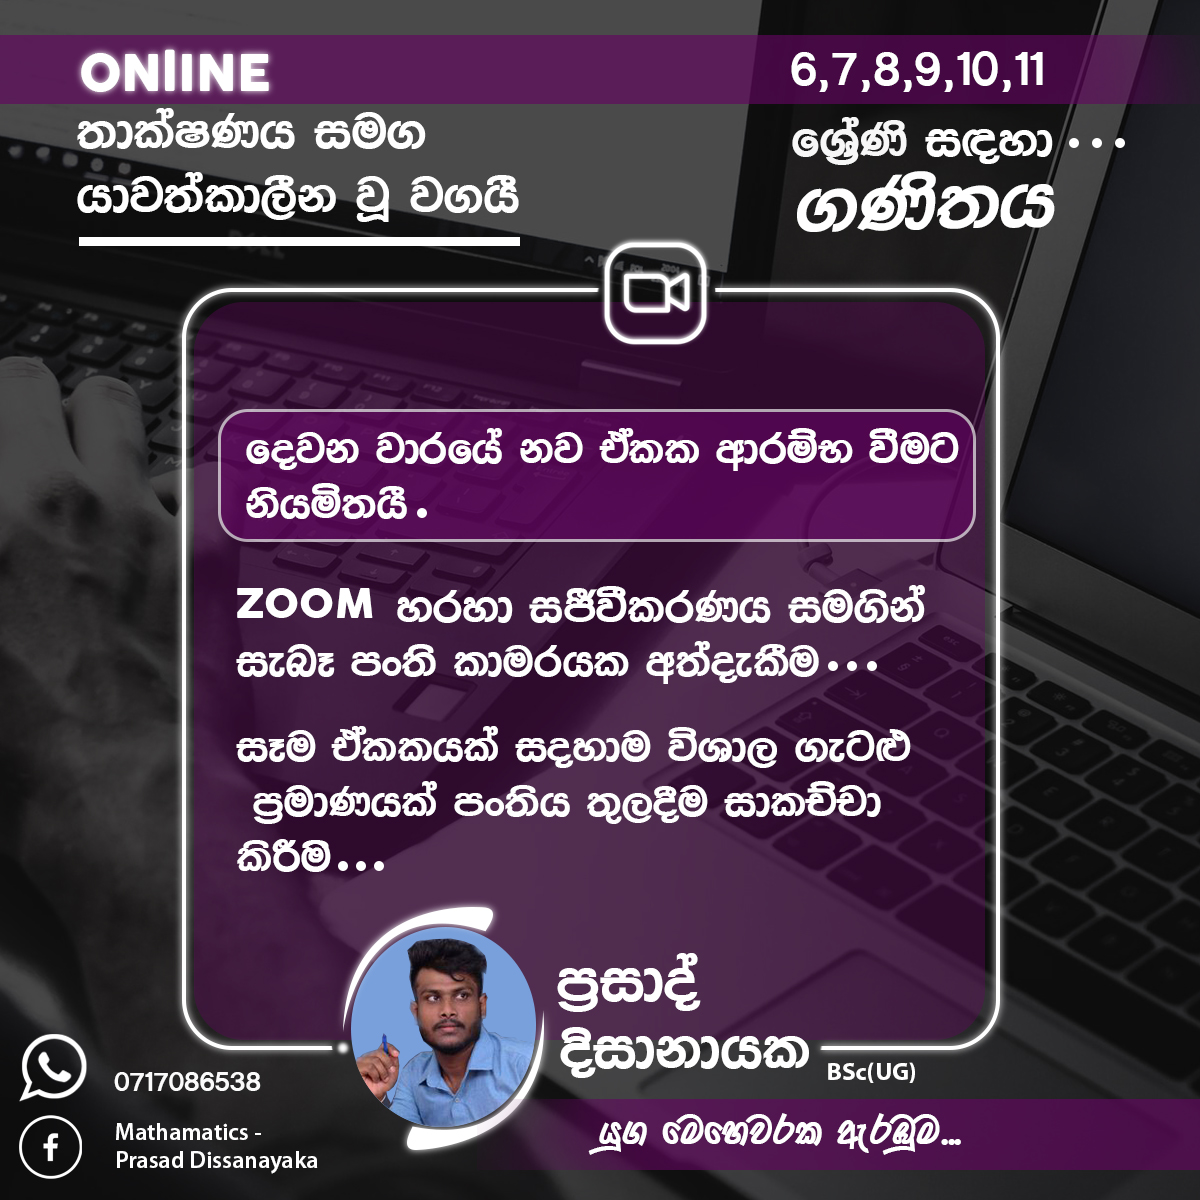 ONlINE
තාක්ෂණය සමග
යාවත්කාලීන වූ වගයී
6,7,8,9,10,11
ශ්‍රේණි සඳහා ...
ගණිතය
දෙවන වාරයේ නව ඒකක ආරම්භ වීමට
නියමිතයී.
ZOOM හරහා සජීවීකරණය සමගින්
සැබෑ පංති කාමරයක අත්දැකීම...
සෑම ඒකකයක් සදහාම විශාල ගැටළු
ප්‍රමාණයක් පංතිය තුලදීම සාකච්චා
කිරීම...
ප්‍රසාද්
දිසානායක
BSc(UG)
0717086538
Mathamatics -
Prasad Dissanayaka
යුග මෙහෙවරක ඇරඹුම...